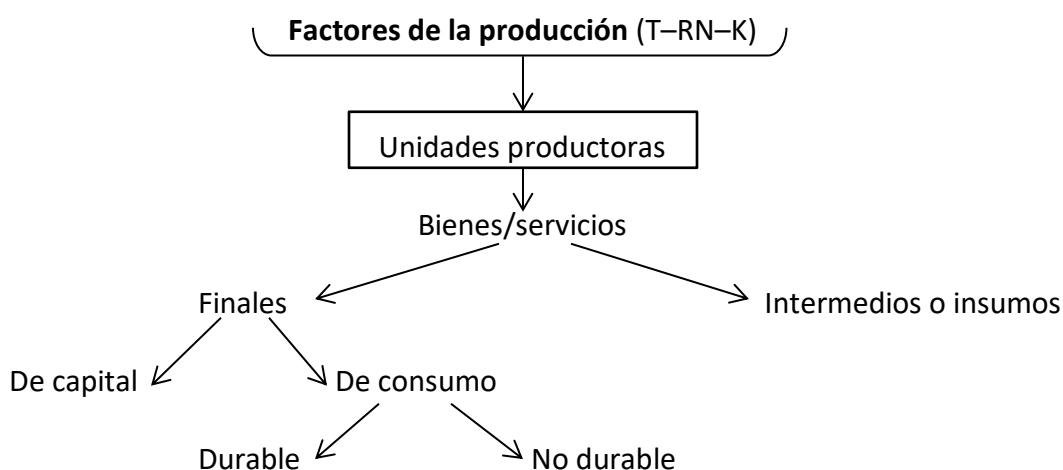 Factores de la producción (T–RN–K)
Unidades productoras
Bienes/servicios
Finales
Intermedios o insumos
De capital
De consumo
Durable
No durable